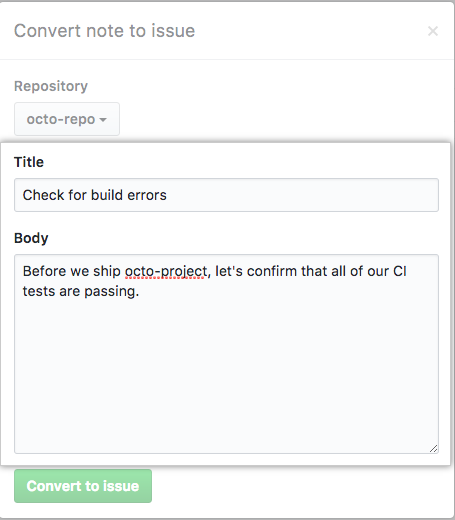 Convert note to issue ×
Repository
octo-repo
Title
Check for build errors
Body
Before we ship octo-project, let's confirm that all of our CI
tests are passing.
Convert to issue